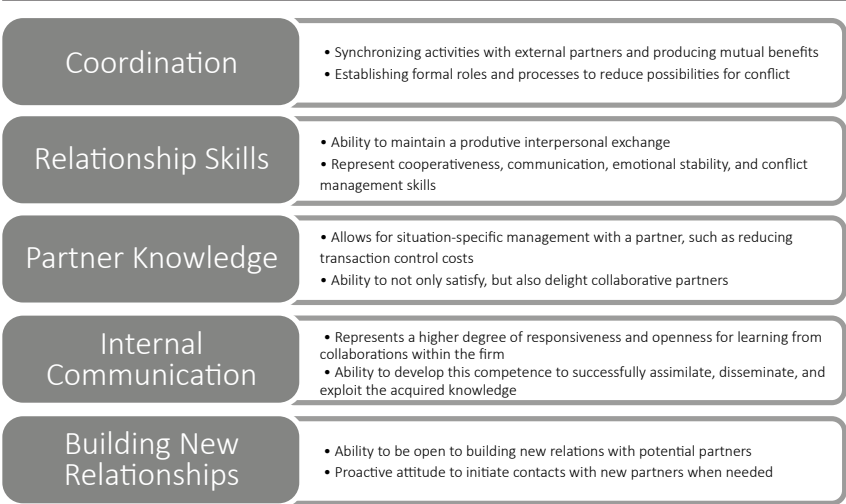 Coordination
• Synchronizing activities with external partners and producing mutual benefits
• Establishing formal roles and processes to reduce possibilities for conflict
Relationship Skills
• Ability to maintain a produtive interpersonal exchange
• Represent cooperativeness, communication, emotional stability, and conflict
management skills
Partner Knowledge
• Allows for situation-specific management with a partner, such as reducing
transaction control costs
• Ability to not only satisfy, but also delight collaborative partners
Internal
Communication
• Represents a higher degree of responsiveness and openness for learning from
collaborations within the firm
• Ability to develop this competence to successfully assimilate, disseminate, and
exploit the acquired knowledge
Building New
Relationships
• Ability to be open to building new relations with potential partners
• Proactive attitude to initiate contacts with new partners when needed